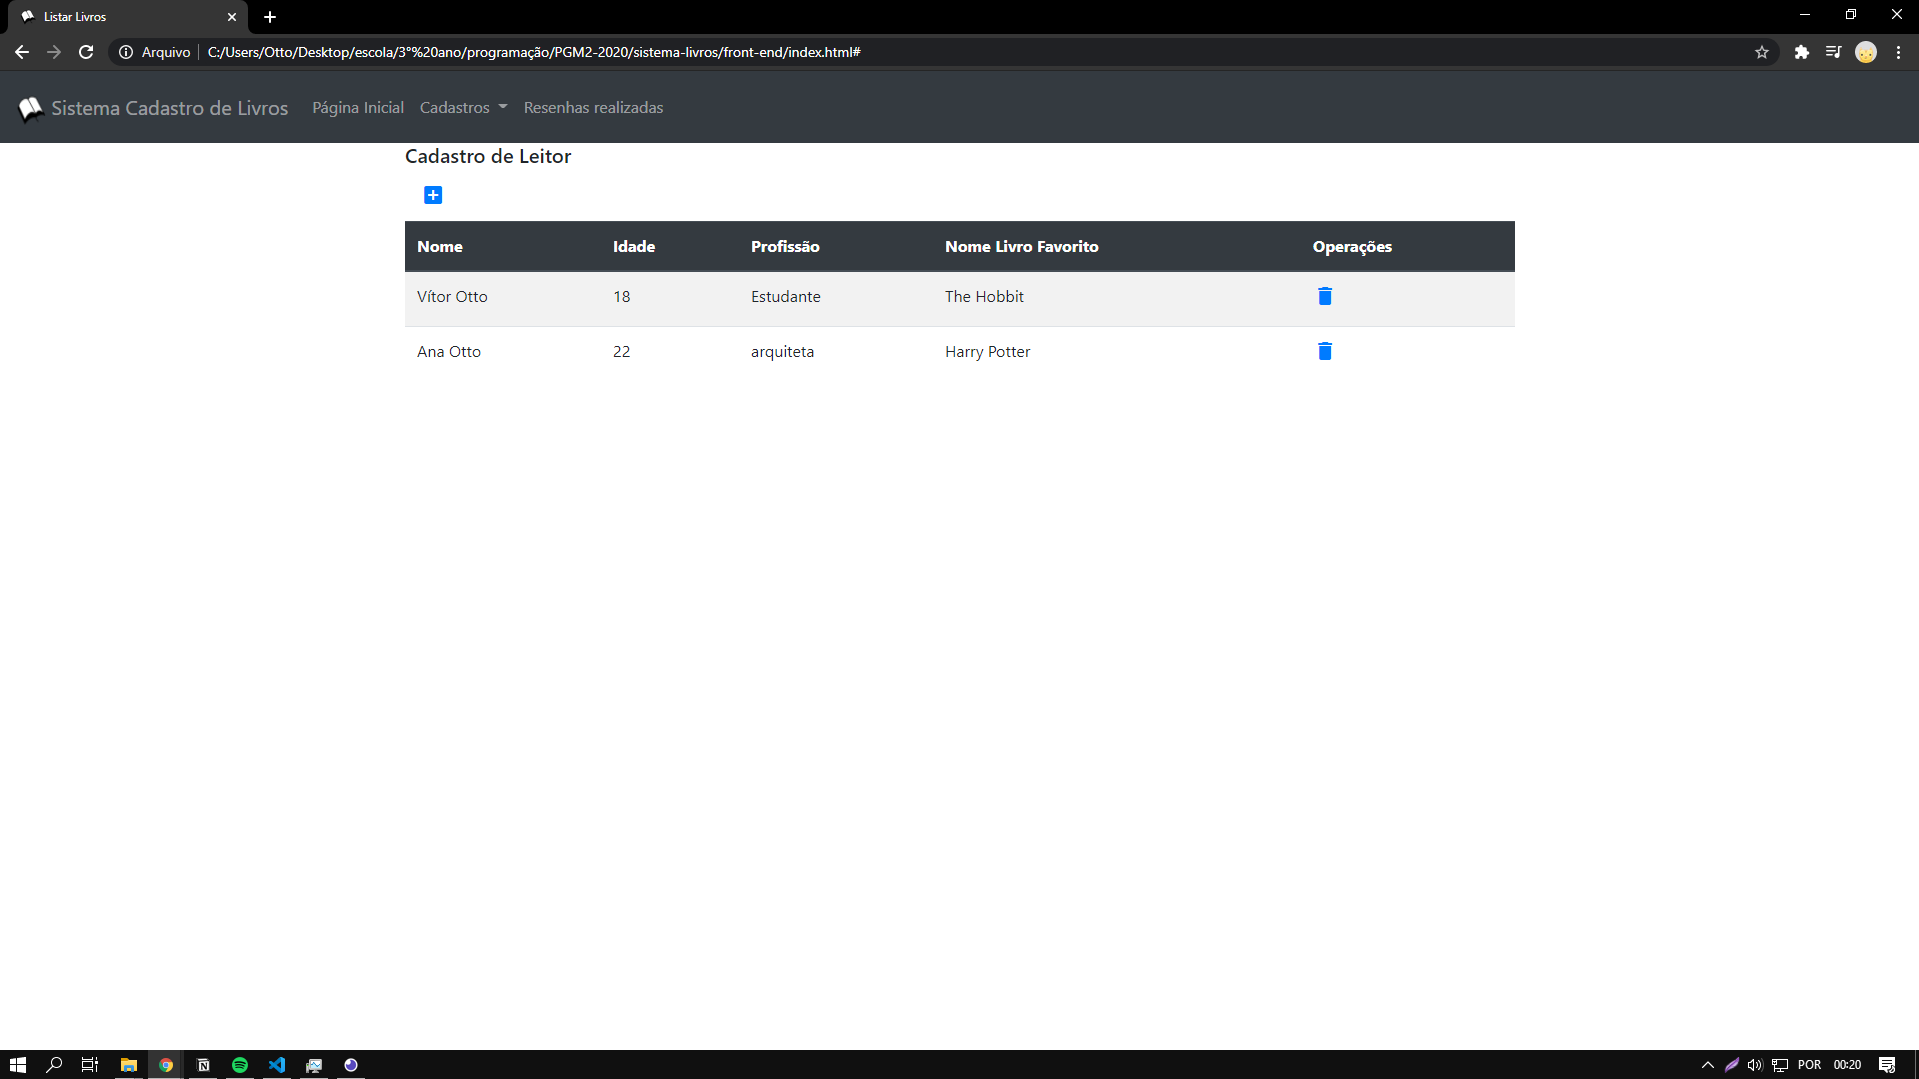 Listar Livros
Arquivo C:/Users/Otto/Desktop/escola/3°%20ano/programação/PGM2-2020/sistema-livros/front-end/index.html#
Sistema Cadastro de Livros Página Inicial Cadastros Resenhas realizadas
Cadastro de Leitor
Nome Idade Profissão Nome Livro Favorito Operações
Vítor Otto 18 Estudante The Hobbit
Ana Otto 22 arquiteta Harry Potter
POR 00:20